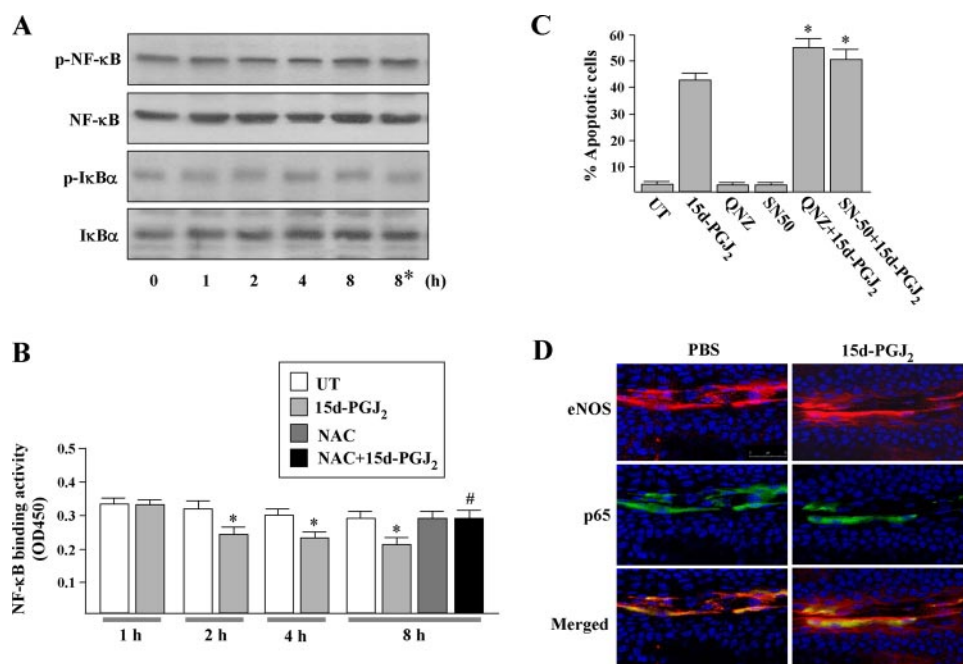 A
p-NF-κB
NF-κB
p-IκBα
IκBα
0 1 2 4 8 8* (h)
B
UT
15d-PGJ2
NAC
NAC+15d-PGJ2
NF-κB binding activity
(OD450)
0.5
0.4
0.3
0.2
0.1
* * * #
1 h 2 h 4 h 8 h
C
% Apoptotic cells
60
50
40
30
20
10
* *
UT
15d-PGJ2
QNZ
SN50
QNZ+15d-PGJ2
SN-50+15d-PGJ2
D
PBS 15d-PGJ2
eNOS
p65
Merged